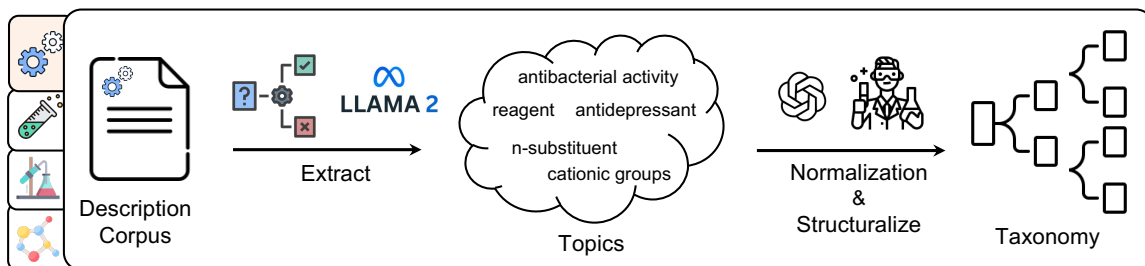 Description
Corpus
?
LLAMA 2
Extract
antibacterial activity
reagent antidepressant
n-substituent
cationic groups
Topics
Normalization
&
Structuralize
Taxonomy